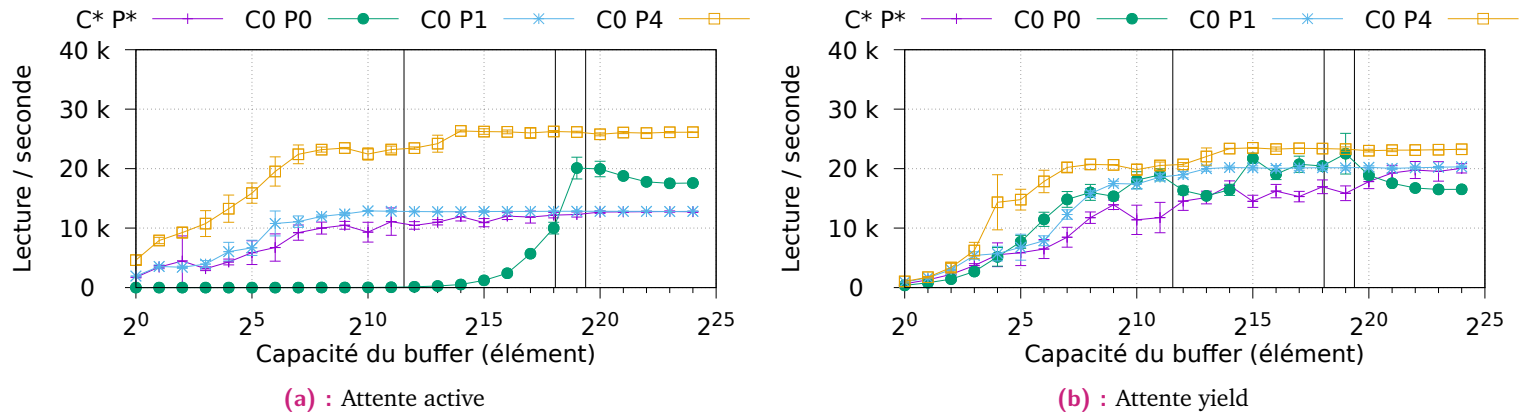 C* P* C0 P0 C0 P1 C0 P4
40 k
30 k
20 k
10 k
0
Lecture / seconde
2^0 2^5 2^10 2^15 2^20 2^25
Capacité du buffer (élément)
(a) : Attente active
C* P* C0 P0 C0 P1 C0 P4
40 k
30 k
20 k
10 k
0
Lecture / seconde
2^0 2^5 2^10 2^15 2^20 2^25
Capacité du buffer (élément)
(b) : Attente yield